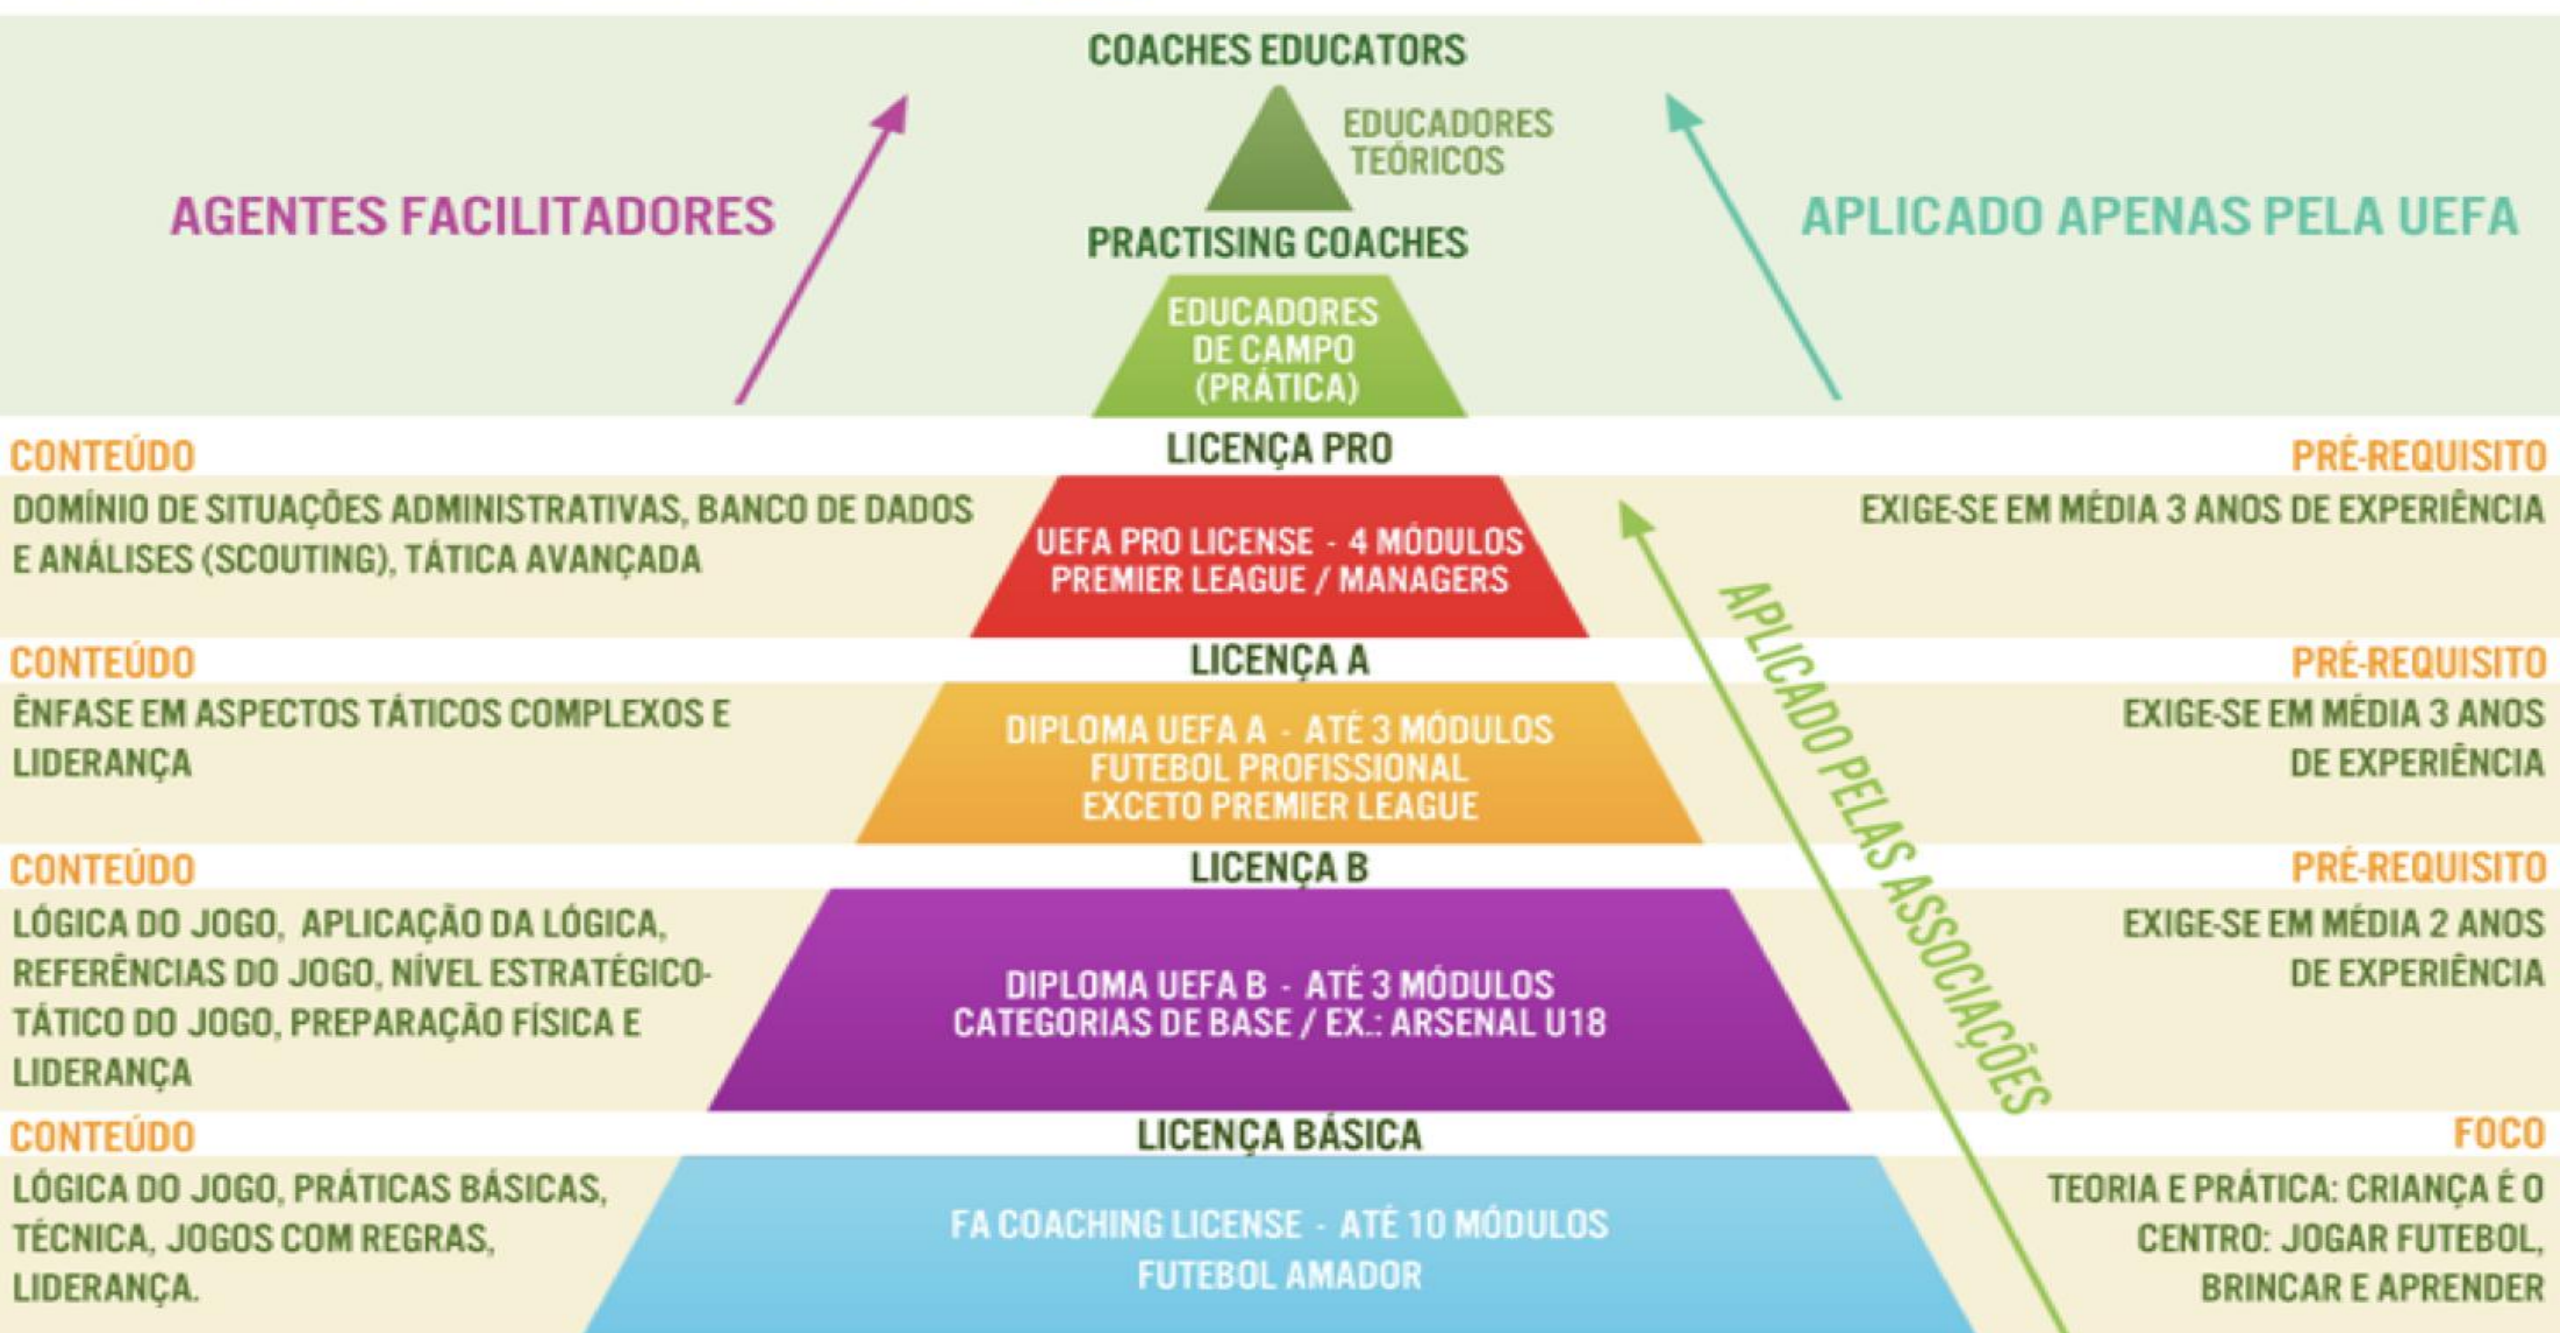 COACHES EDUCATORS
EDUCADORES
TEÓRICOS
AGENTES FACILITADORES
APLICADO APENAS PELA UEFA
PRACTISING COACHES
EDUCADORES
DE CAMPO
(PRÁTICA)
LICENÇA PRO
CONTEÚDO
PRÉ-REQUISITO
DOMÍNIO DE SITUAÇÕES ADMINISTRATIVAS, BANCO DE DADOS
E ANÁLISES (SCOUTING), TÁTICA AVANÇADA
UEFA PRO LICENSE - 4 MÓDULOS
PREMIER LEAGUE / MANAGERS
EXIGE-SE EM MÉDIA 3 ANOS DE EXPERIÊNCIA
APLICADO PELAS ASSOCIAÇÕES
LICENÇA A
CONTEÚDO
PRÉ-REQUISITO
ÊNFASE EM ASPECTOS TÁTICOS COMPLEXOS E
LIDERANÇA
DIPLOMA UEFA A - ATÉ 3 MÓDULOS
FUTEBOL PROFISSIONAL
EXCETO PREMIER LEAGUE
EXIGE-SE EM MÉDIA 3 ANOS
DE EXPERIÊNCIA
LICENÇA B
CONTEÚDO
PRÉ-REQUISITO
LÓGICA DO JOGO, APLICAÇÃO DA LÓGICA,
REFERÊNCIAS DO JOGO, NÍVEL ESTRATÉGICO-
TÁTICO DO JOGO, PREPARAÇÃO FÍSICA E
LIDERANÇA
DIPLOMA UEFA B - ATÉ 3 MÓDULOS
CATEGORIAS DE BASE / EX.: ARSENAL U18
EXIGE-SE EM MÉDIA 2 ANOS
DE EXPERIÊNCIA
LICENÇA BÁSICA
CONTEÚDO
FOCO
LÓGICA DO JOGO, PRÁTICAS BÁSICAS,
TÉCNICA, JOGOS COM REGRAS,
LIDERANÇA.
FA COACHING LICENSE - ATÉ 10 MÓDULOS
FUTEBOL AMADOR
TEORIA E PRÁTICA: CRIANÇA É O
CENTRO: JOGAR FUTEBOL,
BRINCAR E APRENDER